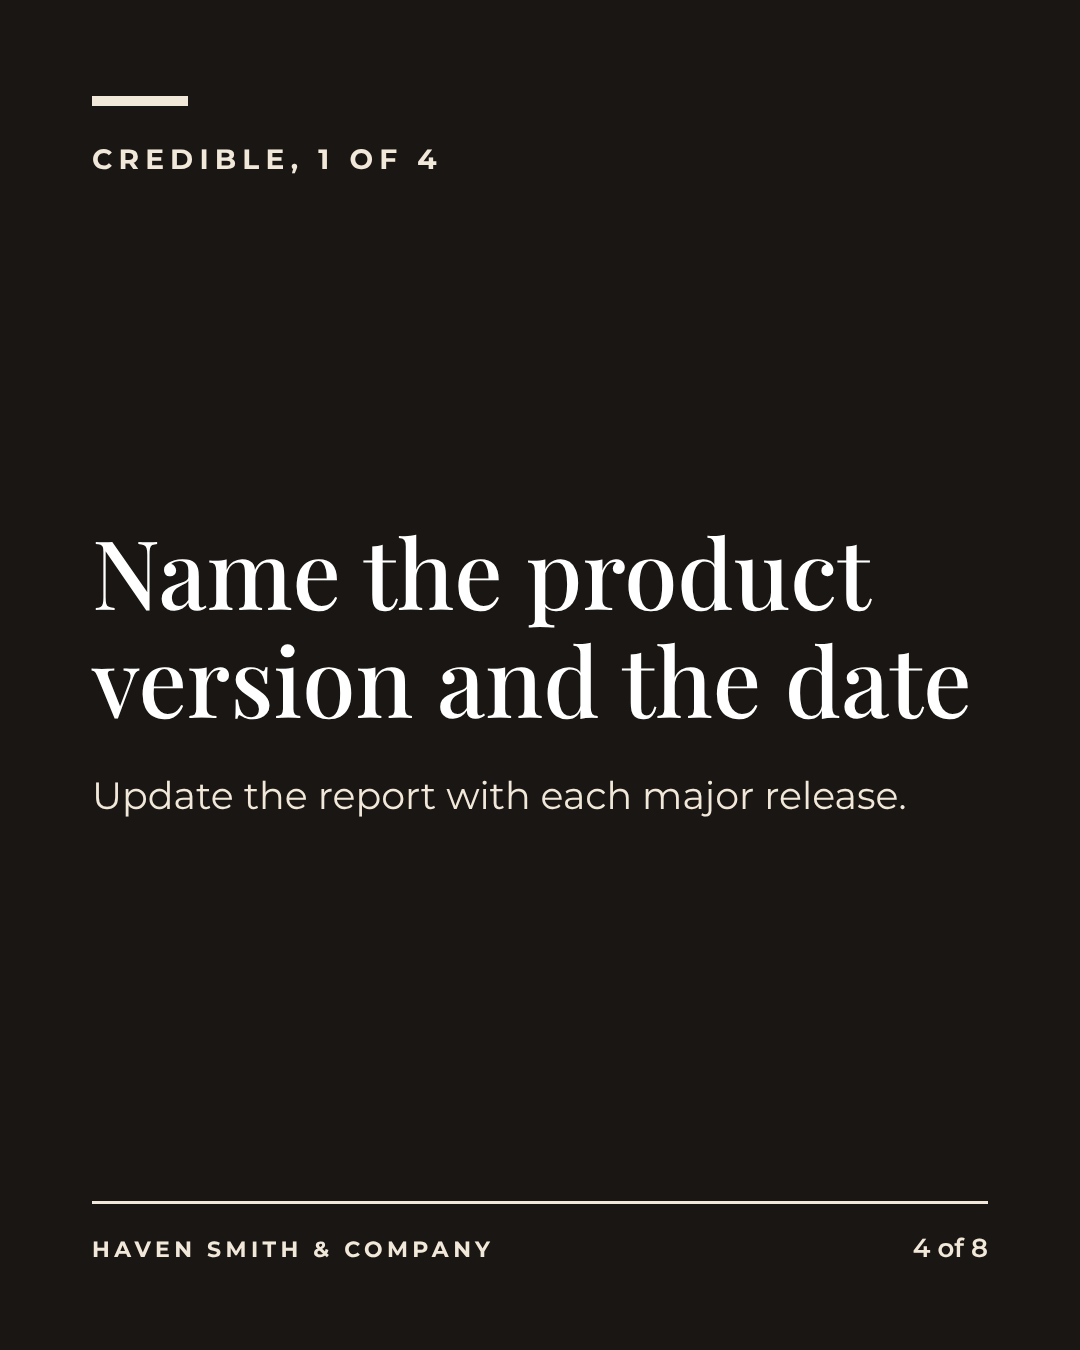 CREDIBLE, 1 OF 4
Name the product
version and the date
Update the report with each major release.
HAVEN SMITH & COMPANY
4 of 8